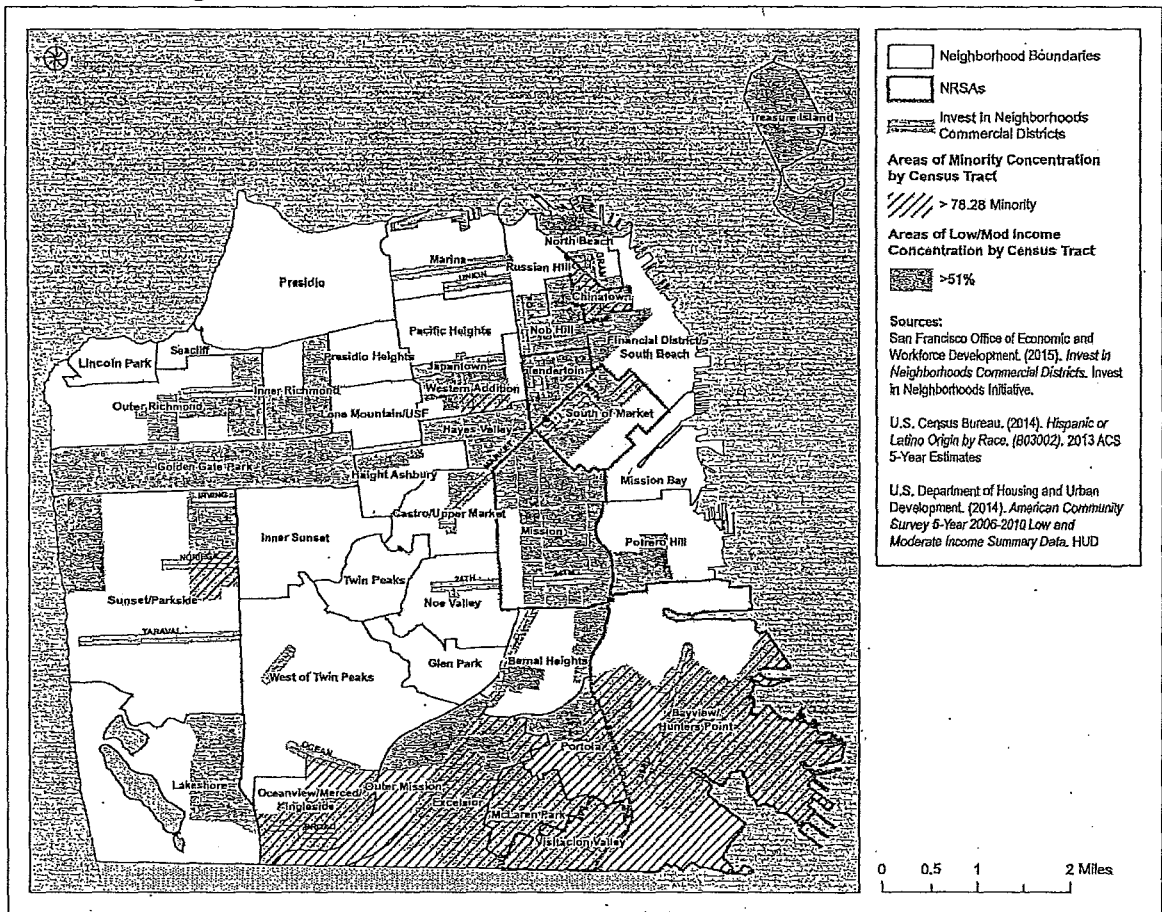 Treasure Island
North Beach
GRANT
Marina
UNION
Russian Hill
Presidio
Chinatown
Pacific Heights
Nob Hill
Financial District/
South Beach
Lincoln Park
Seacliff
Presidio Heights
Japantown
Tenderloin
Inner Richmond
Western Addition
Outer Richmond
Lone Mountain/USF
South of Market
Hayes Valley
Golden Gate Park
MARKET
Haight Ashbury
Mission Bay
IRVING
Castro/Upper Market
Inner Sunset
Mission
Potrero Hill
NORIEGA
Twin Peaks
24TH
24TH
Sunset/Parkside
Noe Valley
TARAVAL
Glen Park
Bernal Heights
West of Twin Peaks
Bayview/
Hunters Point
OCEAN
Portola
Lakeshore
Oceanview/Merced/
Ingleside
Outer Mission
Excelsior
McLaren Park
BROAD
Visitacion Valley
Neighborhood Boundaries
NRSAs
Invest In Neighborhoods
Commercial Districts
Areas of Minority Concentration
by Census Tract
> 78.28 Minority
Areas of Low/Mod Income
Concentration by Census Tract
>51%
Sources:
San Francisco Office of Economic and
Workforce Development. (2015). Invest in
Neighborhoods Commercial Districts. Invest
in Neighborhoods Initiative.
U.S. Census Bureau. (2014). Hispanic or
Latino Origin by Race. (B03002). 2013 ACS
5-Year Estimates
U.S. Department of Housing and Urban
Development. (2014). American Community
Survey 5-Year 2006-2010 Low and
Moderate Income Summary Data. HUD
0 0.5 1 2 Miles